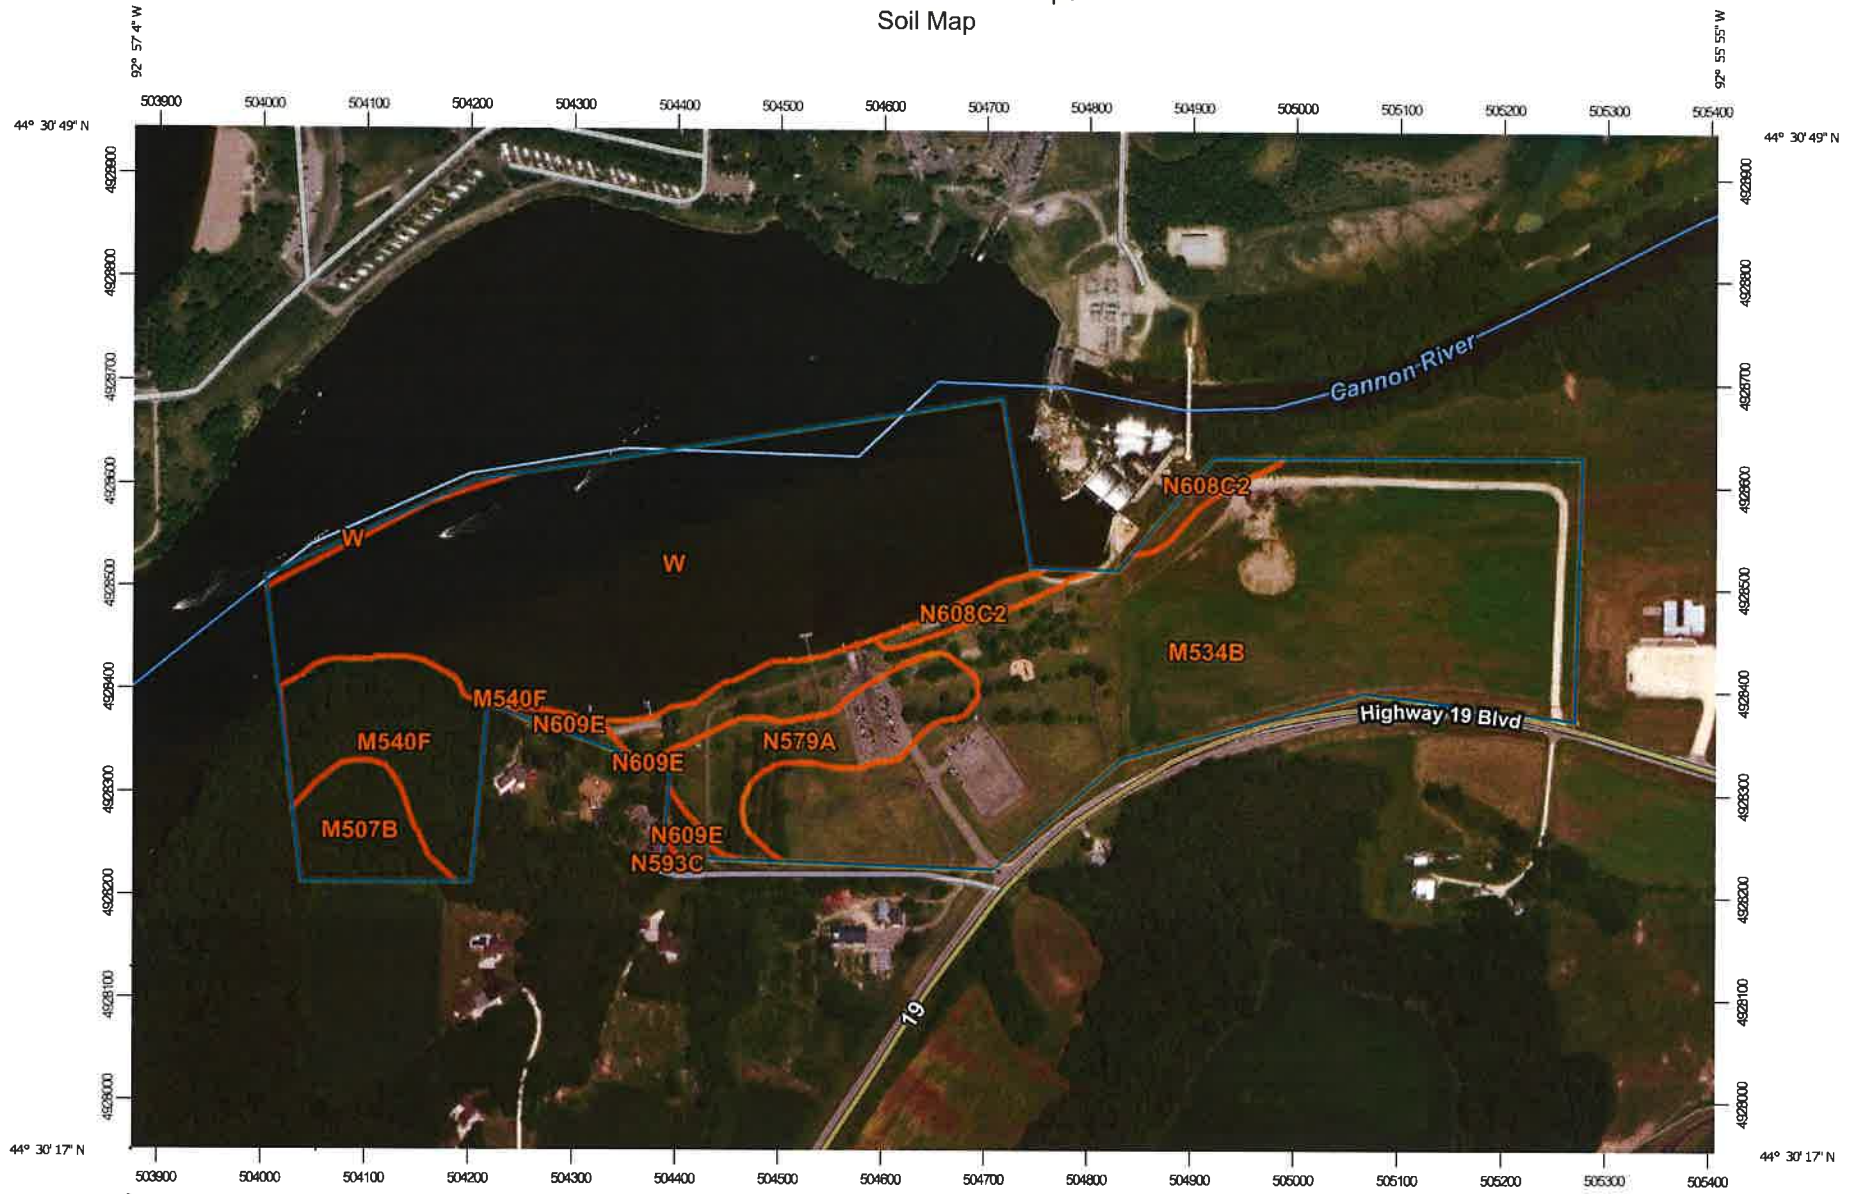 Soil Map
92° 57' 4" W
92° 55' 55" W
503900 504000 504100 504200 504300 504400 504500 504600 504700 504800 504900 505000 505100 505200 505300 505400
44° 30' 49" N
44° 30' 49" N
4928900
4928900
4928800
4928800
4928700
4928700
Cannon River
4928600
4928600
N608C2
W
W
4928500
4928500
N608C2
M534B
4928400
4928400
M540F
N609E
Highway 19 Blvd
M540F
N579A
N609E
4928300
4928300
M507B
N609E
N593C
4928200
4928200
4928100
4928100
19
4928000
4928000
44° 30' 17" N
44° 30' 17" N
503900 504000 504100 504200 504300 504400 504500 504600 504700 504800 504900 505000 505100 505200 505300 505400